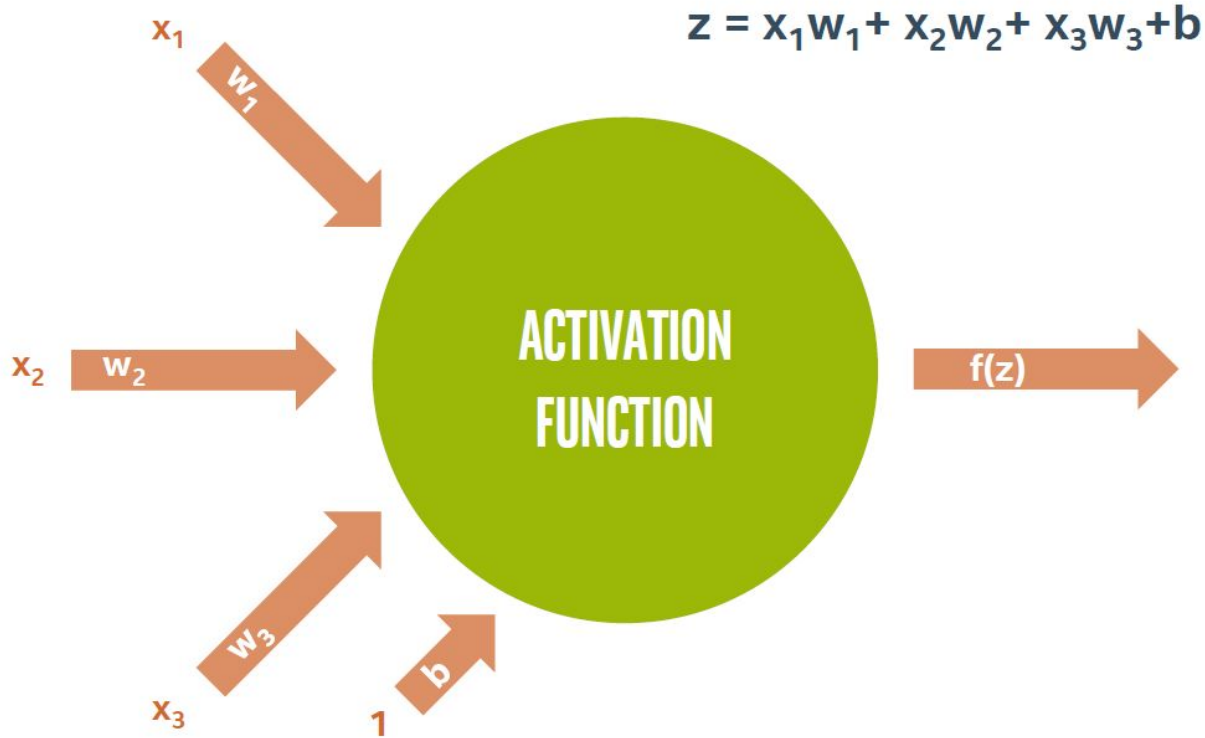 z = x₁w₁+ x₂w₂+ x₃w₃+b
x₁
w₁
ACTIVATION
FUNCTION
x₂
w₂
f(z)
w₃
x₃
b
1